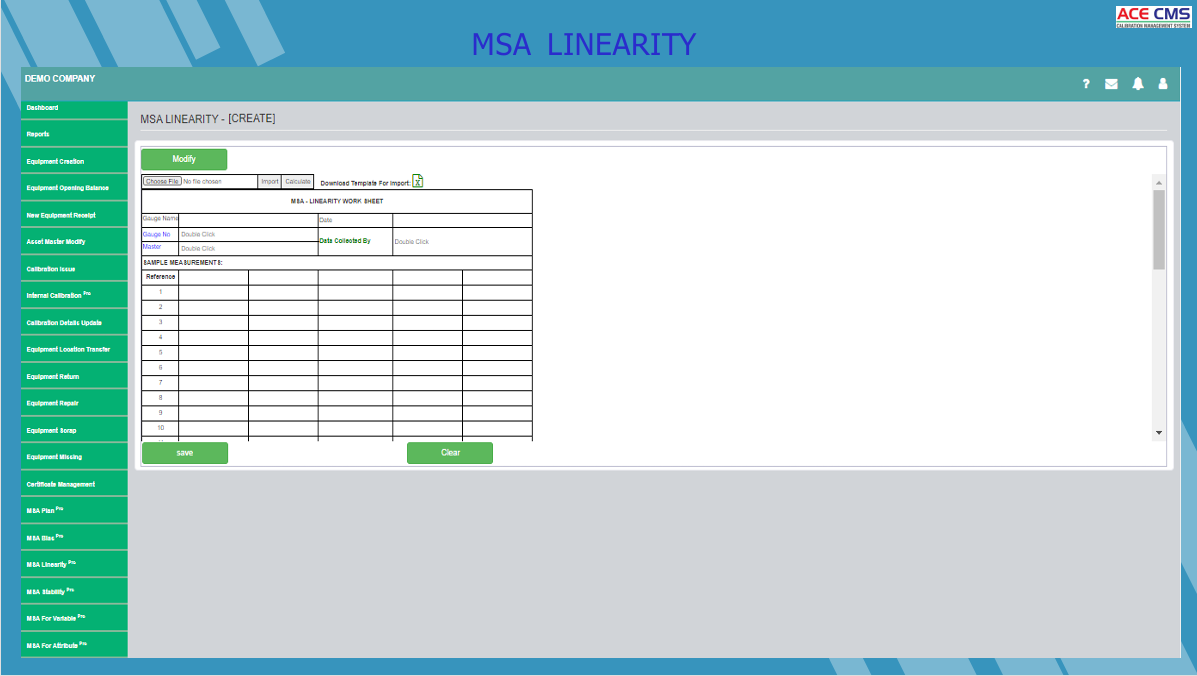 ACE CMS
CALIBRATION MANAGEMENT SYSTEM
MSA LINEARITY
DEMO COMPANY
?
Dashboard
Reports
Equipment Creation
Equipment Opening Balance
New Equipment Receipt
Asset Master Modify
Calibration Issue
Internal Calibration Pro
Calibration Details Update
Equipment Location Transfer
Equipment Return
Equipment Repair
Equipment Scrap
Equipment Missing
Certificate Management
MSA Plan Pro
MSA Bias Pro
MSA Linearity Pro
MSA Stability Pro
MSA For Variable Pro
MSA For Attribute Pro
MSA LINEARITY - [CREATE]
Modify
Choose File No file chosen Import Calculate Download Template For Import:
MSA - LINEARITY WORK SHEET
Gauge Name Date
Gauge No Double Click
Data Collected By Double Click
Master Double Click
SAMPLE MEASUREMENTS:
Reference
1
2
3
4
5
6
7
8
9
10
save Clear